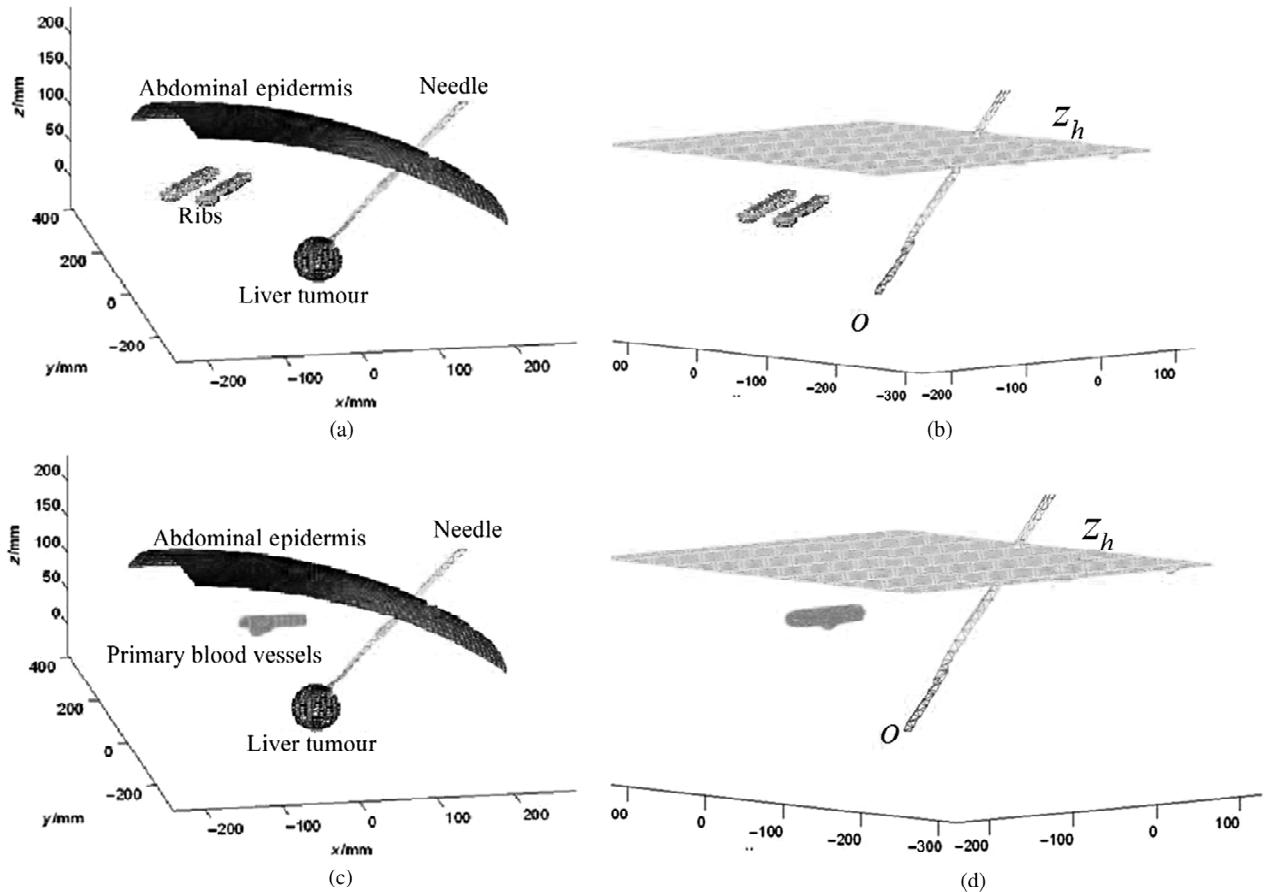 200
150
100
50
0
z/mm
Abdominal epidermis
Needle
Ribs
Liver tumour
400
200
0
−200
y/mm
−200
−100
0
100
200
x/mm
(a)
z_h
o
00
0
−100
−200
−300
−200
−100
0
100
(b)
200
150
100
50
0
z/mm
Abdominal epidermis
Needle
Primary blood vessels
Liver tumour
400
200
0
−200
y/mm
−200
−100
0
100
200
x/mm
(c)
z_h
o
00
0
−100
−200
−300
−200
−100
0
100
(d)